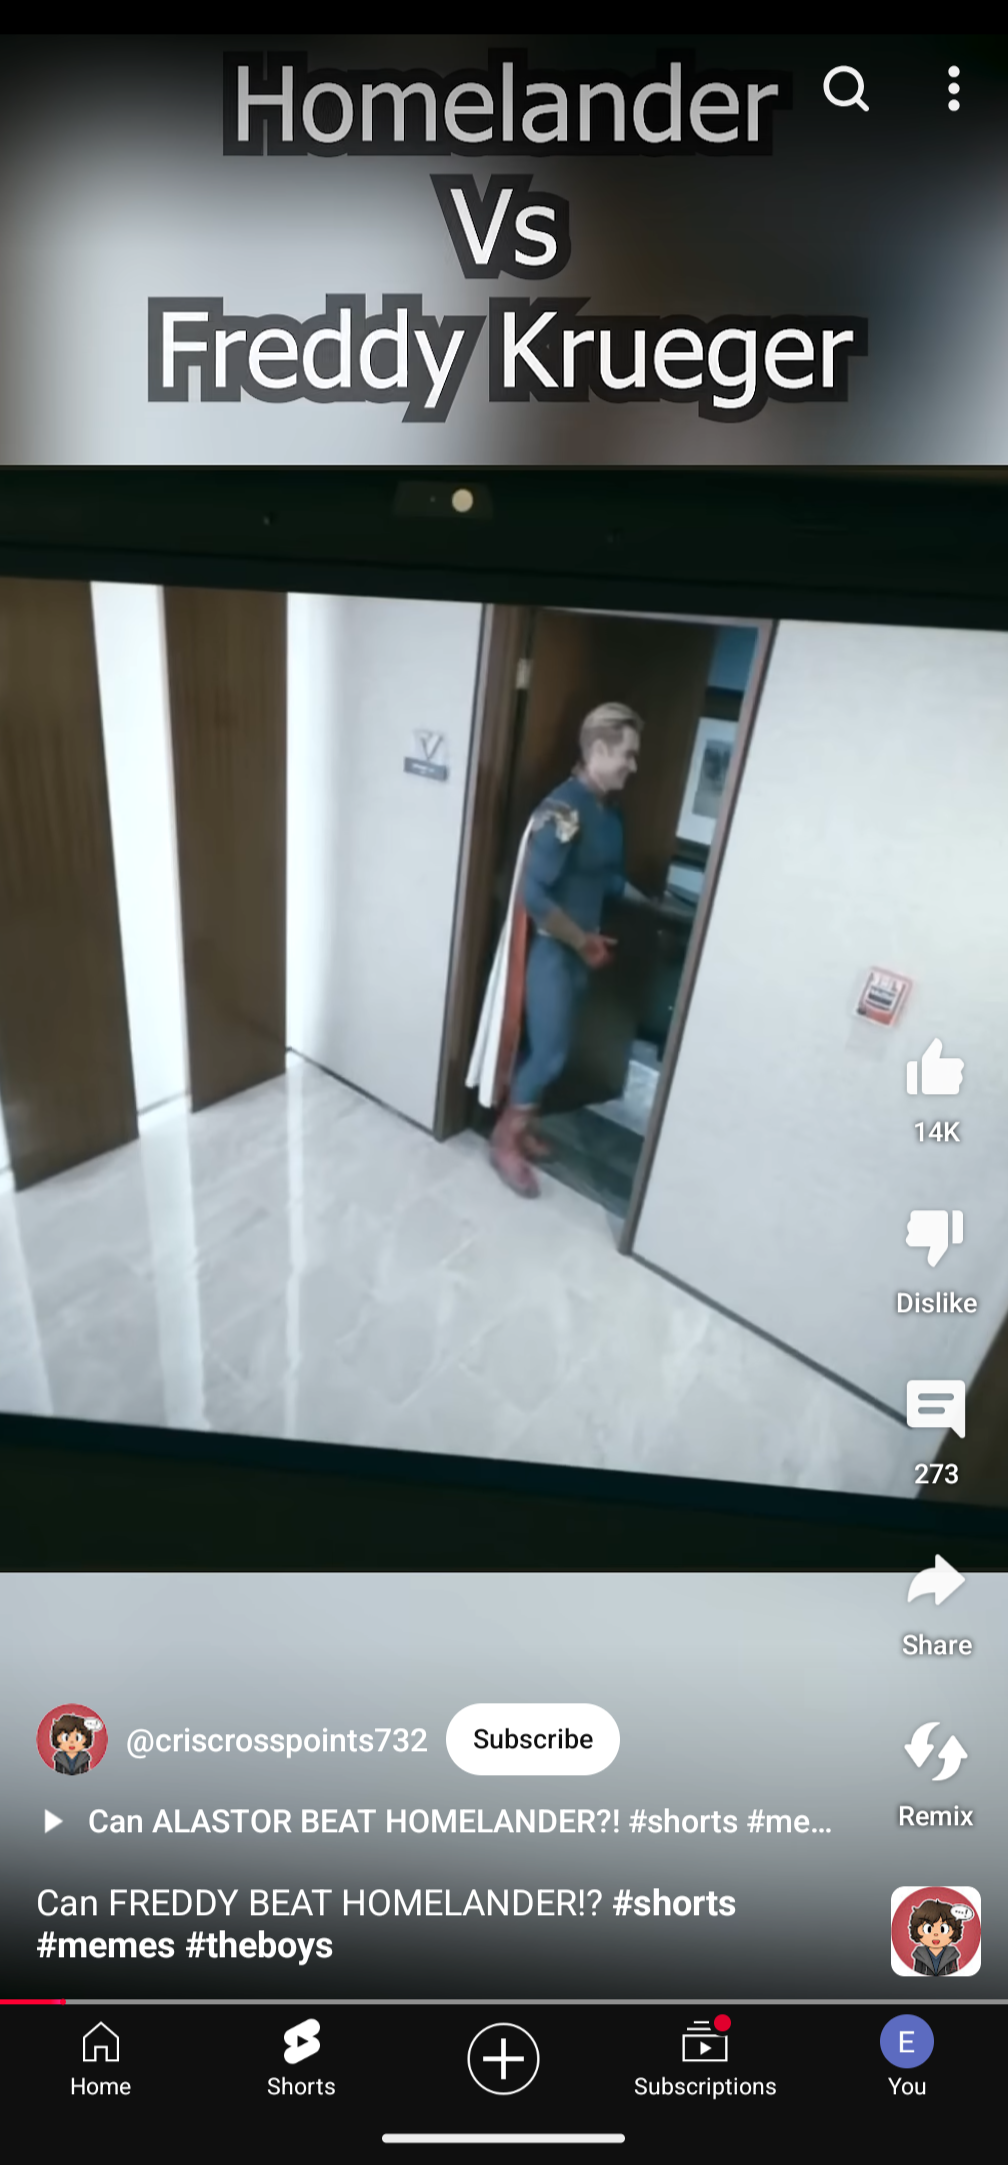 Homelander
Vs
Freddy Krueger
14K
Dislike
273
Share
@criscrosspoints732
Subscribe
Can ALASTOR BEAT HOMELANDER?! #shorts #me...
Remix
Can FREDDY BEAT HOMELANDER!? #shorts
#memes #theboys
Home
Shorts
Subscriptions
E
You